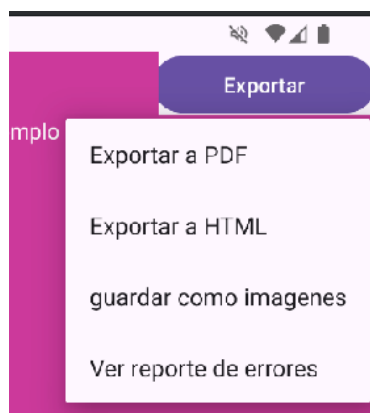 Exportar
mplo
Exportar a PDF
Exportar a HTML
guardar como imagenes
Ver reporte de errores